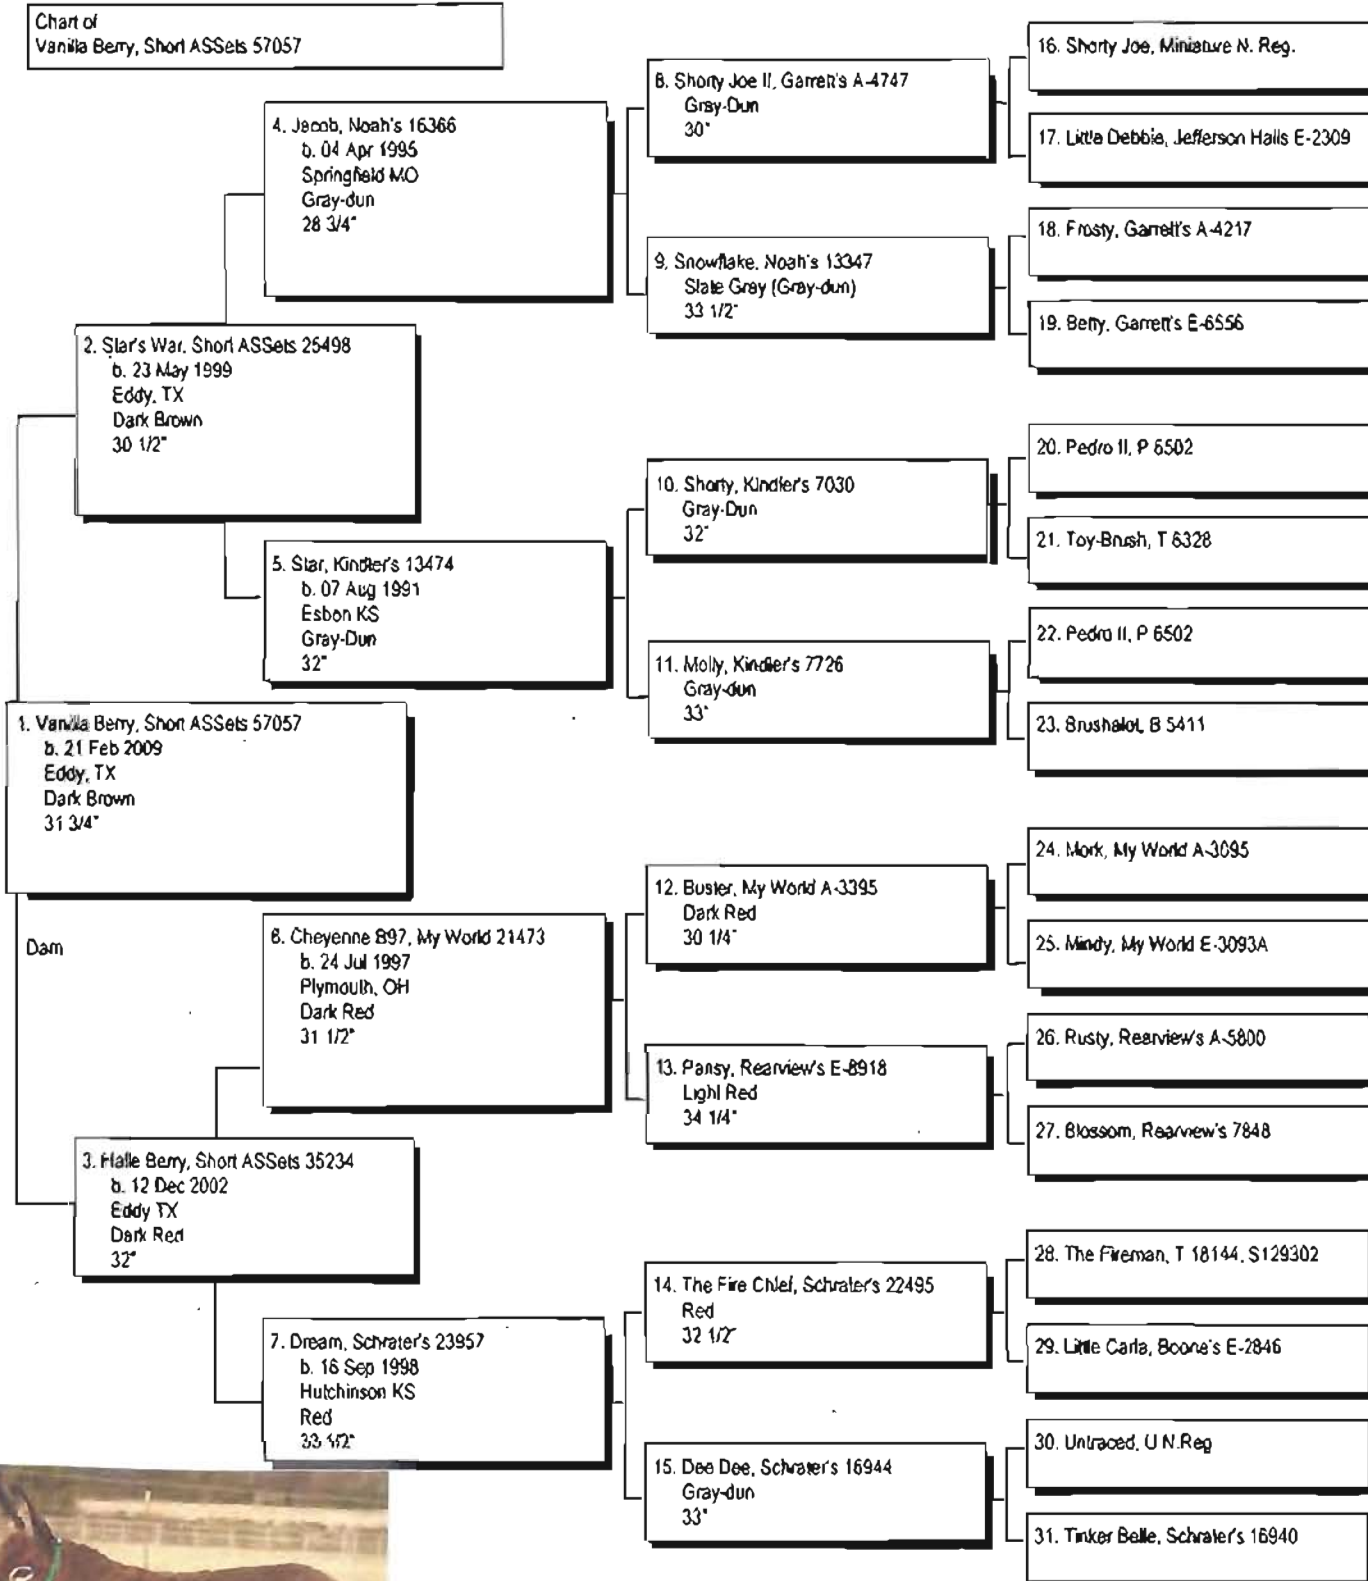 Chart of
Vanilla Berry, Short ASSets 57057
1. Vanilla Berry, Short ASSets 57057
b. 21 Feb 2009
Eddy, TX
Dark Brown
31 3/4"
Dam
2. Star's War, Short ASSets 25498
b. 23 May 1999
Eddy, TX
Dark Brown
30 1/2"
3. Halle Berry, Short ASSets 35234
b. 12 Dec 2002
Eddy TX
Dark Red
32"
4. Jacob, Noah's 16366
b. 04 Apr 1995
Springfield MO
Gray-dun
28 3/4"
5. Star, Kindler's 13474
b. 07 Aug 1991
Esbon KS
Gray-Dun
32"
6. Cheyenne 897, My World 21473
b. 24 Jul 1997
Plymouth, OH
Dark Red
31 1/2"
7. Dream, Schrater's 23957
b. 16 Sep 1998
Hutchinson KS
Red
33 1/2"
8. Shorty Joe II, Garrett's A-4747
Gray-Dun
30"
9. Snowflake, Noah's 13347
Slate Gray (Gray-dun)
33 1/2"
10. Shorty, Kindler's 7030
Gray-Dun
32"
11. Molly, Kindler's 7726
Gray-dun
33"
12. Buster, My World A-3395
Dark Red
30 1/4"
13. Pansy, Rearview's E-8918
Light Red
34 1/4"
14. The Fire Chief, Schrater's 22495
Red
32 1/2"
15. Dee Dee, Schrater's 16944
Gray-dun
33"
16. Shorty Joe, Miniature N. Reg.
17. Little Debbie, Jefferson Halls E-2309
18. Frosty, Garrett's A-4217
19. Betty, Garrett's E-6556
20. Pedro II, P 6502
21. Toy-Brush, T 6328
22. Pedro II, P 6502
23. Brushalot, B 5411
24. Mork, My World A-3095
25. Mindy, My World E-3093A
26. Rusty, Rearview's A-5800
27. Blossom, Rearview's 7848
28. The Fireman, T 18144, S129302
29. Little Carla, Boone's E-2846
30. Untraced, U N.Reg
31. Tinker Belle, Schrater's 16940